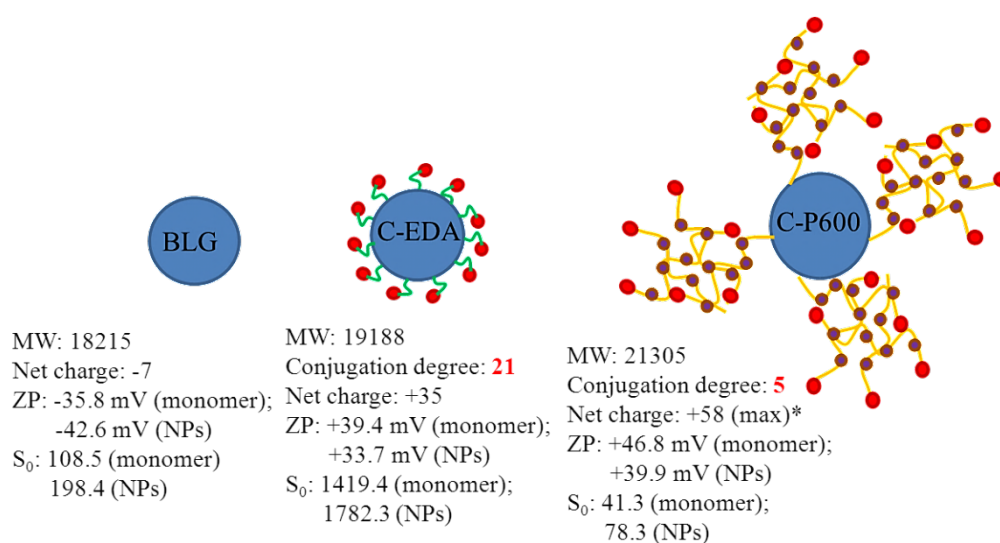 BLG
MW: 18215
Net charge: -7
ZP: -35.8 mV (monomer);
-42.6 mV (NPs)
S₀: 108.5 (monomer)
198.4 (NPs)
C-EDA
MW: 19188
Conjugation degree: 21
Net charge: +35
ZP: +39.4 mV (monomer);
+33.7 mV (NPs)
S₀: 1419.4 (monomer);
1782.3 (NPs)
C-P600
MW: 21305
Conjugation degree: 5
Net charge: +58 (max)*
ZP: +46.8 mV (monomer);
+39.9 mV (NPs)
S₀: 41.3 (monomer);
78.3 (NPs)